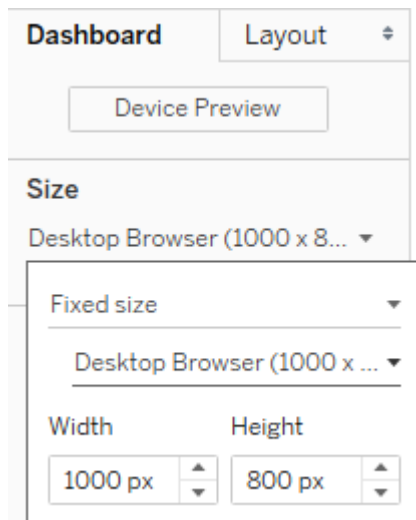 Dashboard Layout
Device Preview
Size
Desktop Browser (1000 x 8...
Fixed size
Desktop Browser (1000 x ...
Width Height
1000 px 800 px